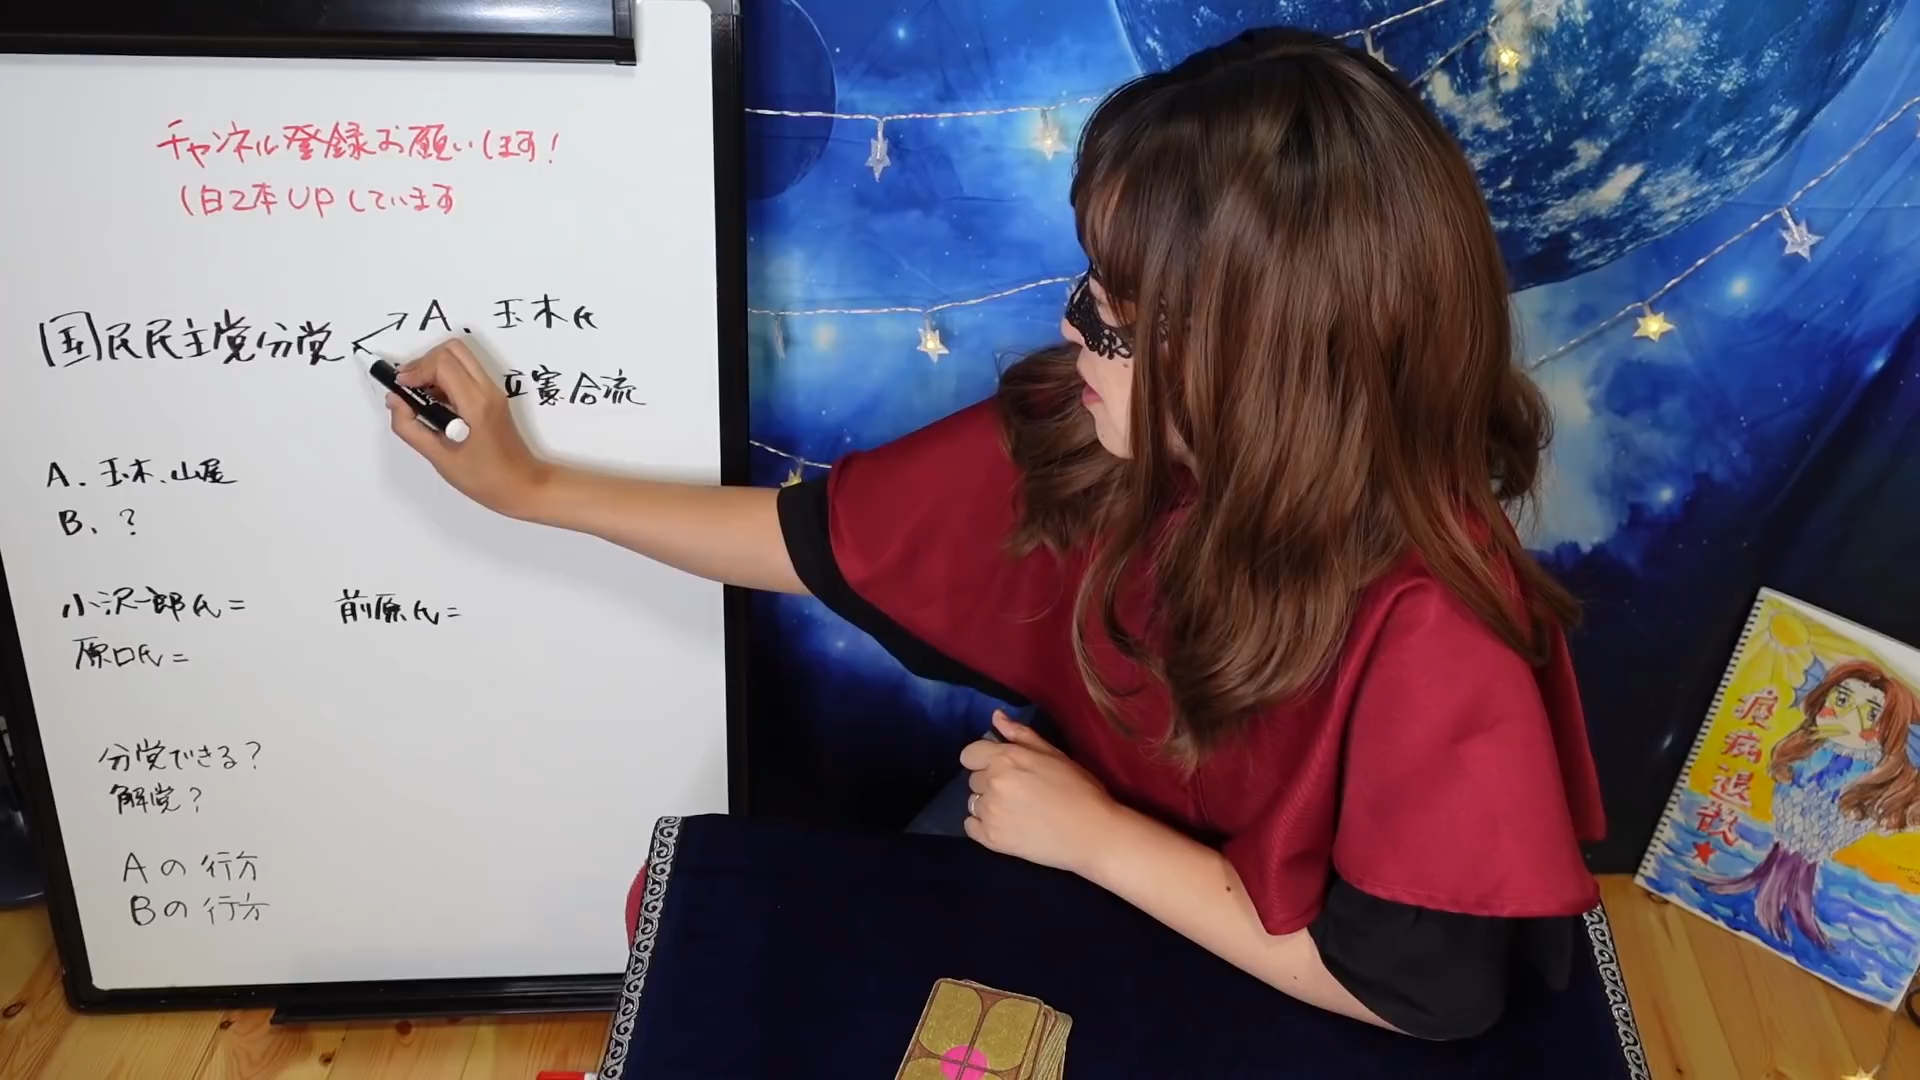 チャンネル登録お願いします!
1日2本UPしています
国民民主党分党
A、玉木氏
立憲合流
A. 玉木、山尾
B、?
小沢一郎氏=
前原氏=
原口氏=
分党できる?
解党?
Aの行方
Bの行方
疫病退散★